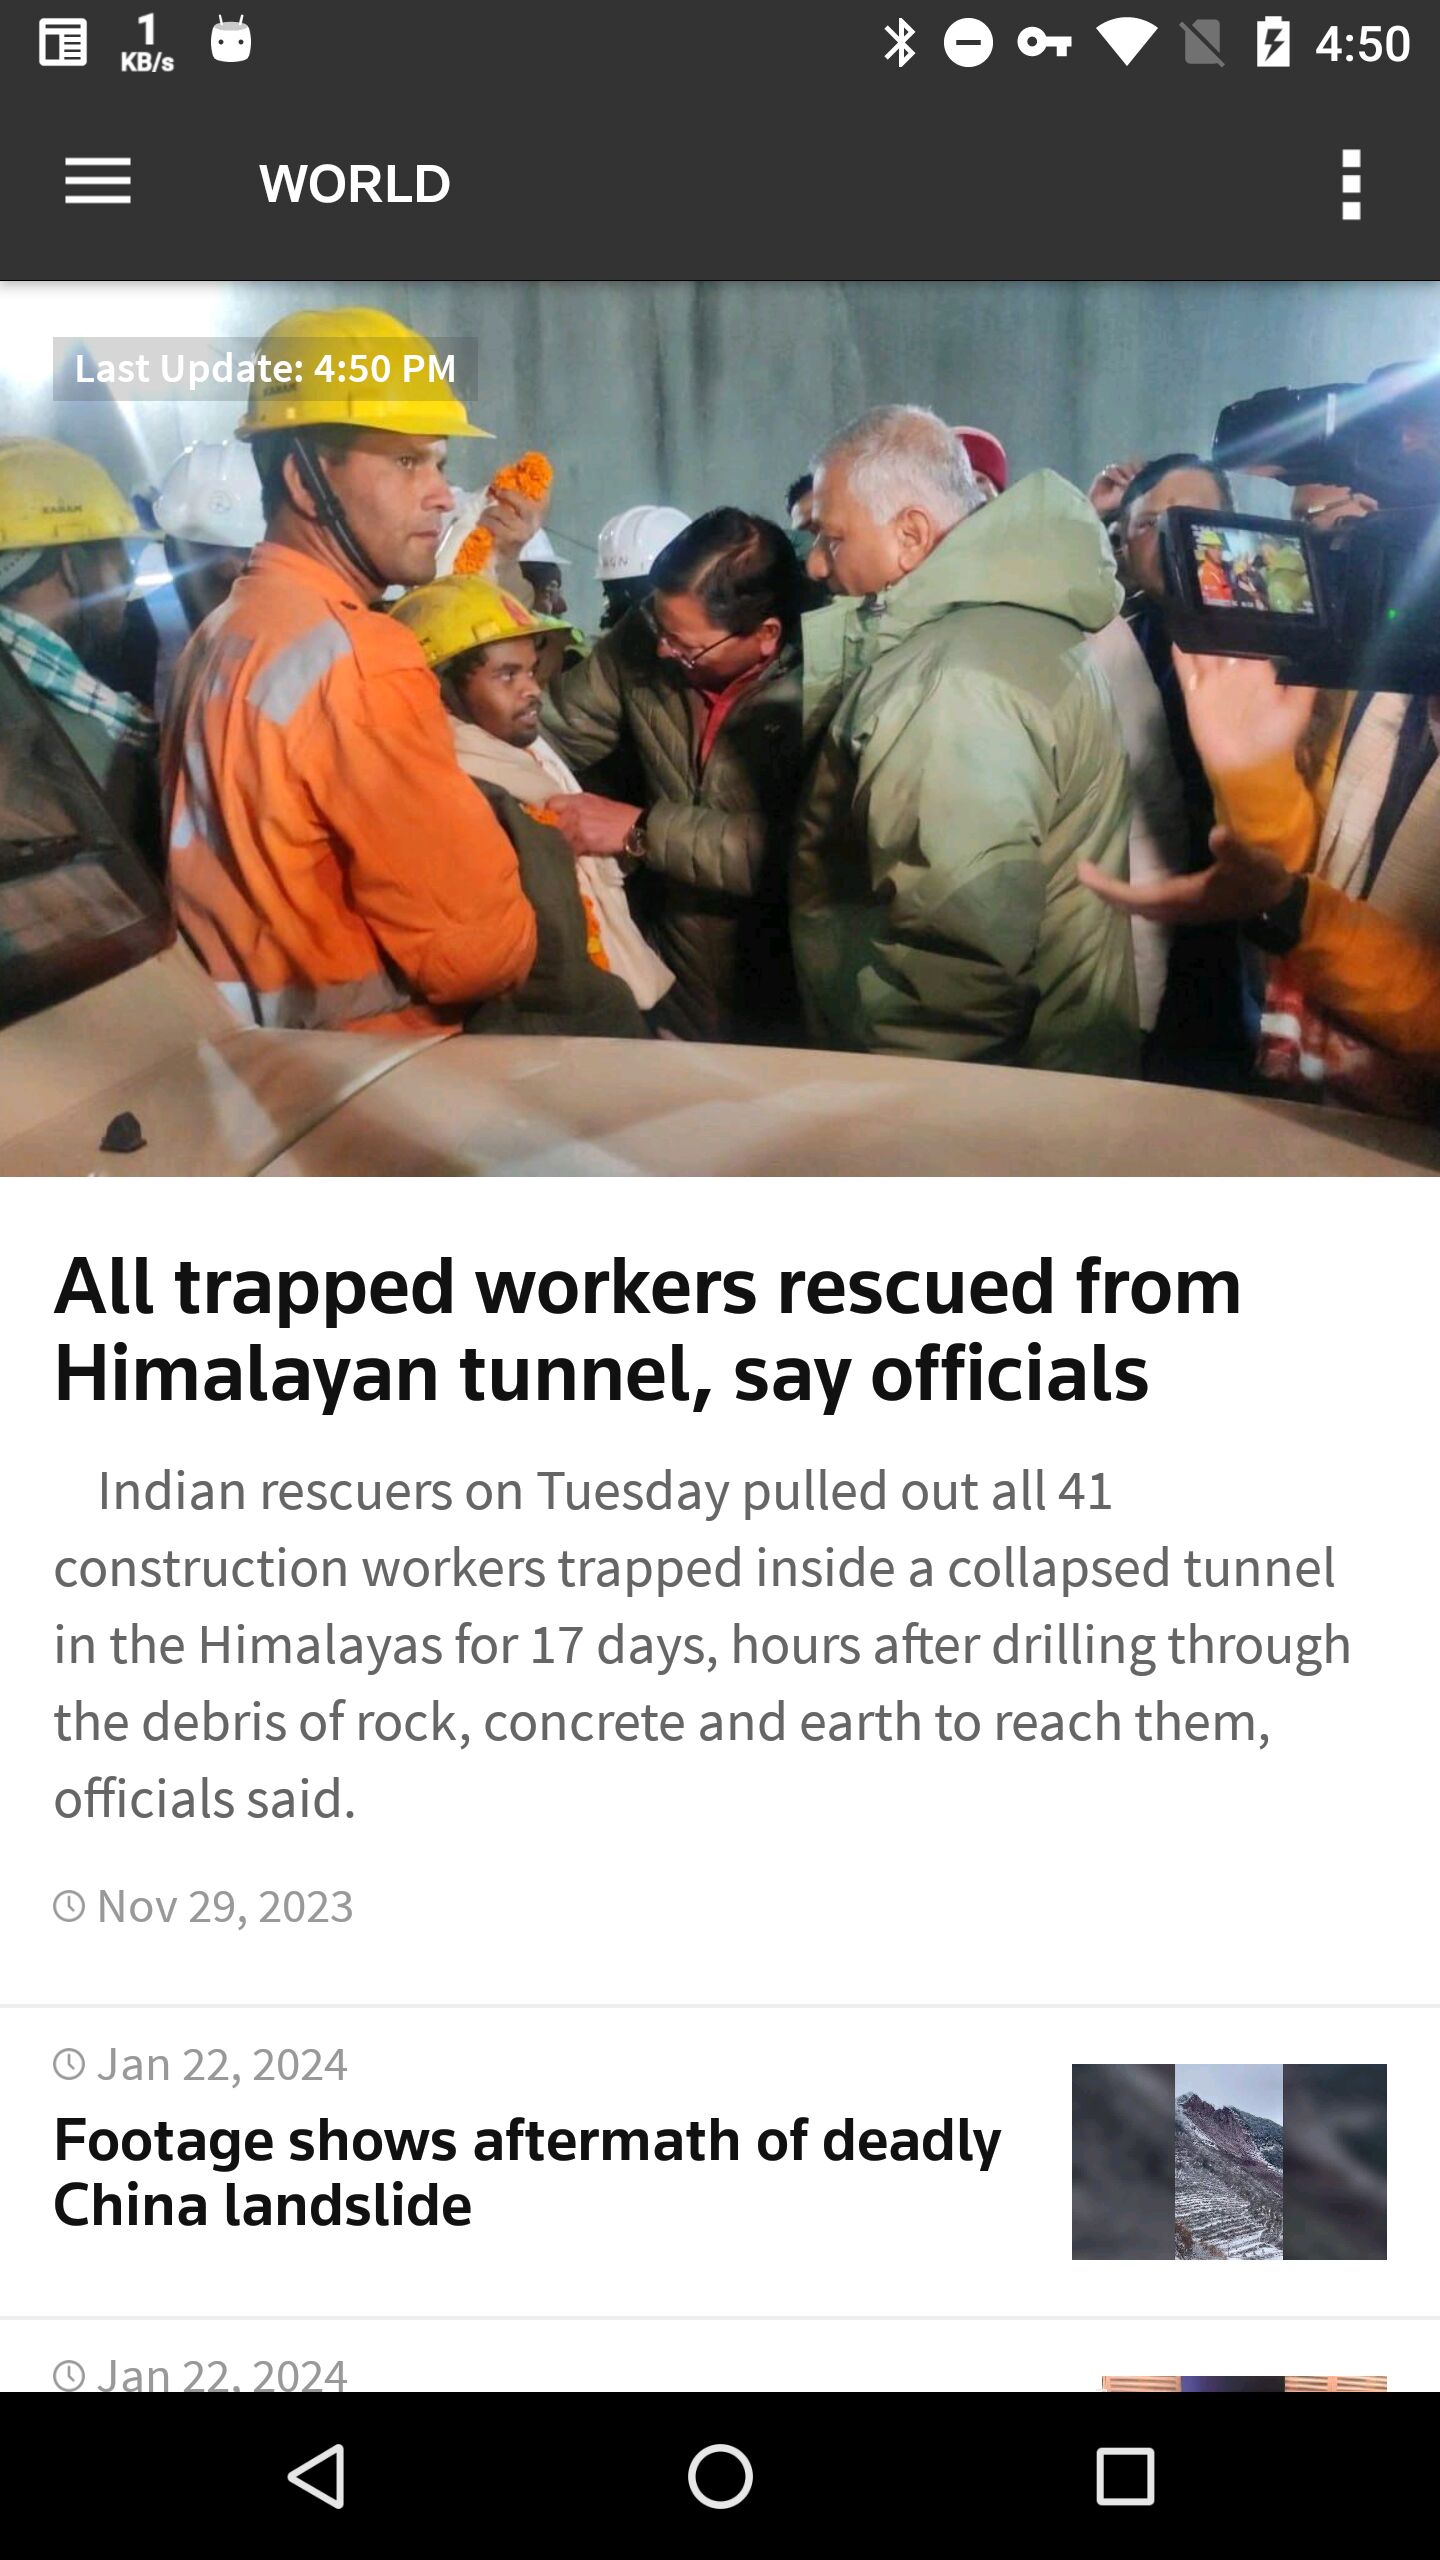 1
KB/s
4:50
WORLD
Last Update: 4:50 PM
KARAM
All trapped workers rescued from
Himalayan tunnel, say officials
Indian rescuers on Tuesday pulled out all 41
construction workers trapped inside a collapsed tunnel
in the Himalayas for 17 days, hours after drilling through
the debris of rock, concrete and earth to reach them,
officials said.
Nov 29, 2023
Jan 22, 2024
Footage shows aftermath of deadly
China landslide
Jan 22, 2024